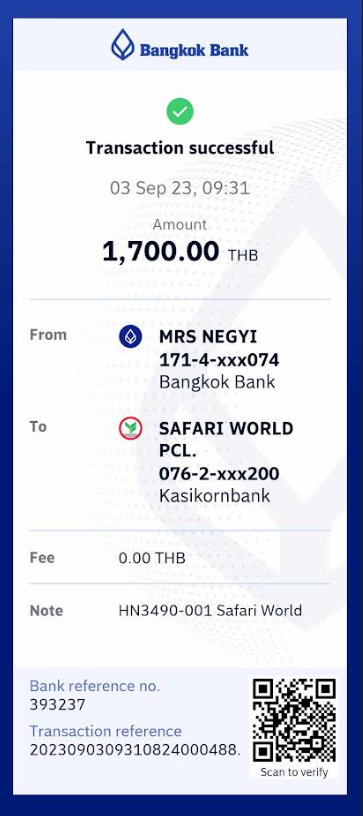 Bangkok Bank
Transaction successful
03 Sep 23, 09:31
Amount
1,700.00 THB
From
MRS NEGYI
171-4-xxx074
Bangkok Bank
To
SAFARI WORLD
PCL.
076-2-xxx200
Kasikornbank
Fee
0.00 THB
Note
HN3490-001 Safari World
Bank reference no.
393237
Transaction reference
2023090309310824000488.
Scan to verify